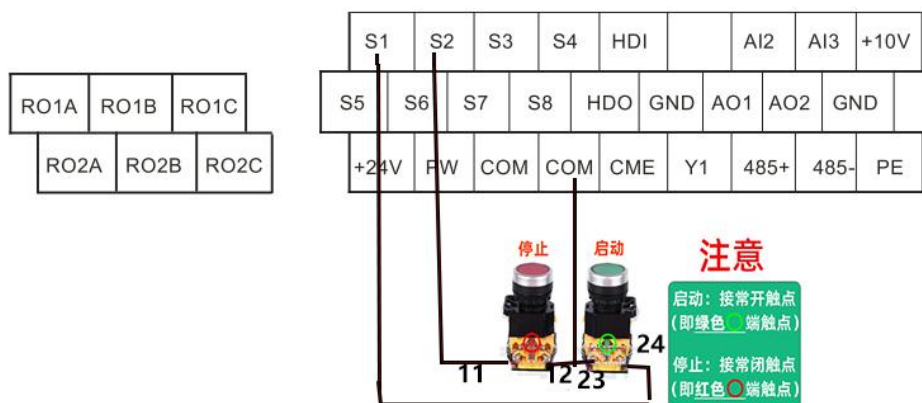 S1 S2 S3 S4 HDI AI2 AI3 +10V
RO1A RO1B RO1C S5 S6 S7 S8 HDO GND AO1 AO2 GND
RO2A RO2B RO2C +24V PW COM COM CME Y1 485+ 485- PE
停止 启动
注意
启动：接常开触点
(即绿色端触点)
24
11 12 23
停止：接常闭触点
(即红色端触点)